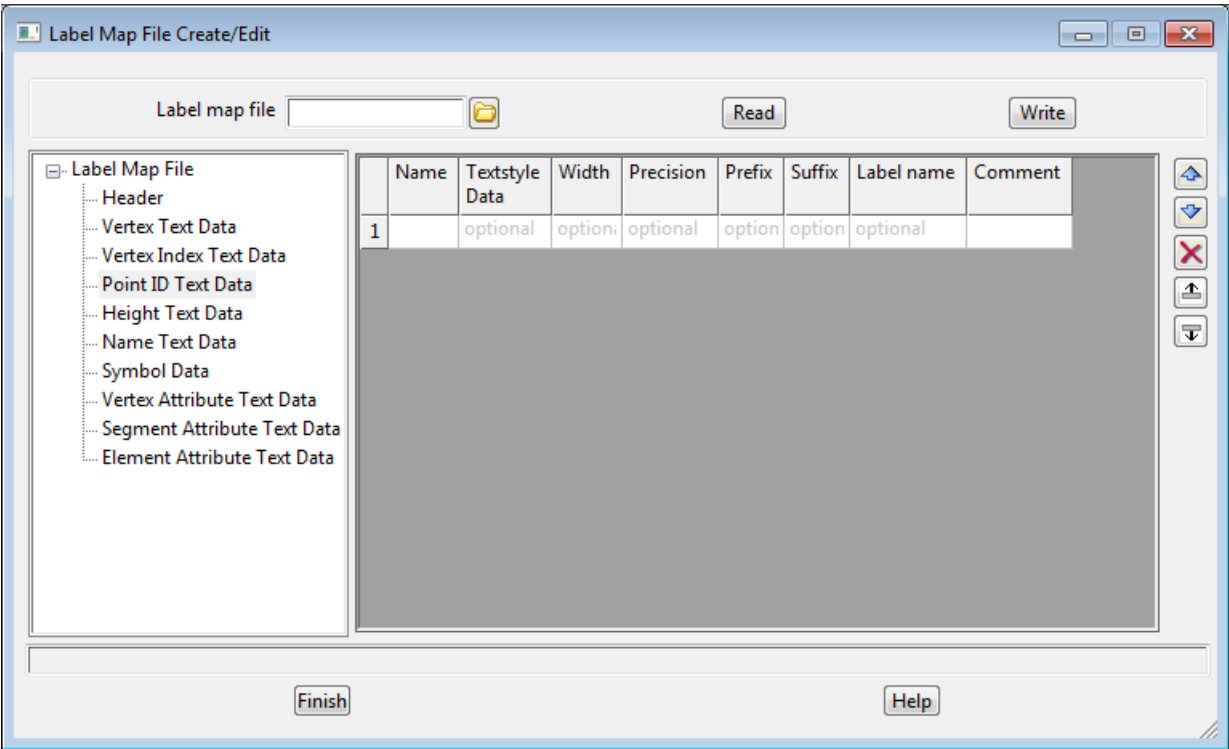 Label Map File Create/Edit
Label map file Read Write
Label Map File
Header
Vertex Text Data
Vertex Index Text Data
Point ID Text Data
Height Text Data
Name Text Data
Symbol Data
Vertex Attribute Text Data
Segment Attribute Text Data
Element Attribute Text Data
Name Textstyle Width Precision Prefix Suffix Label name Comment
Data
1 optional option optional option option optional
Finish Help